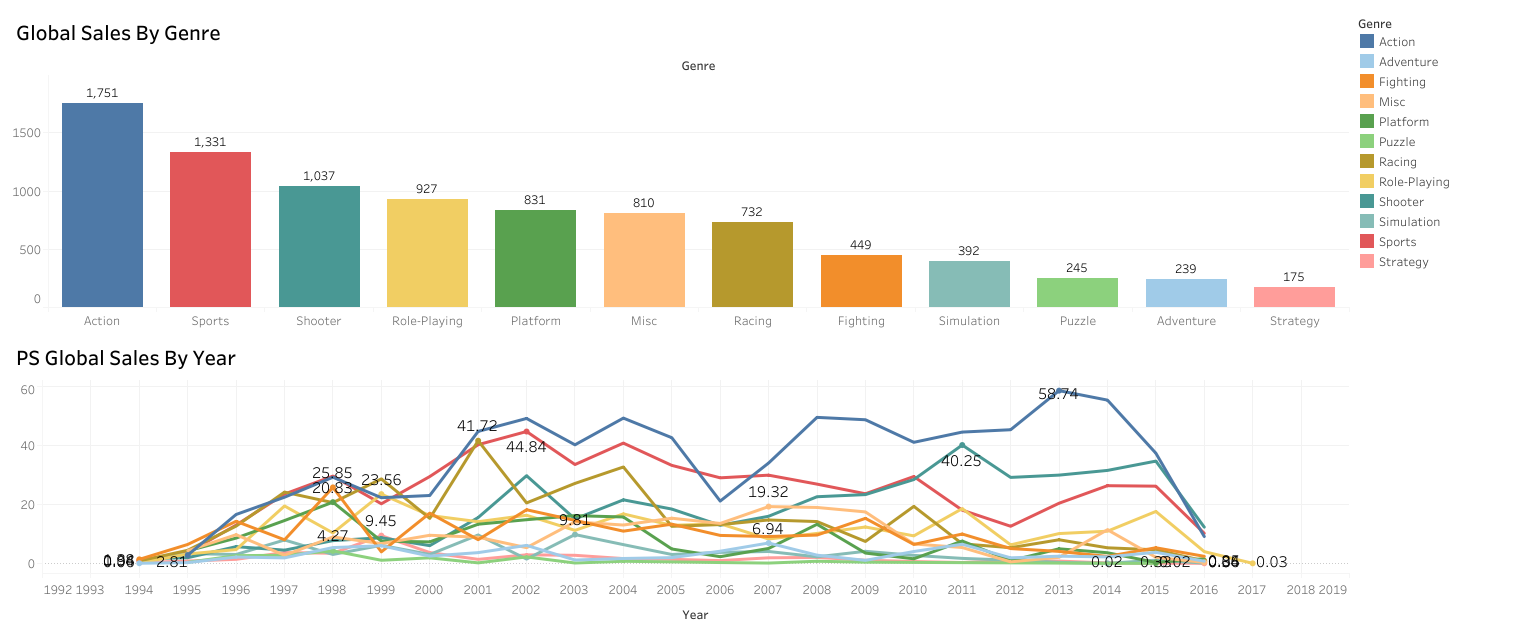 Global Sales By Genre
Genre
1,751
1,331
1,037
927
831
810
732
449
392
245
239
175
1500
1000
500
0
Action
Sports
Shooter
Role-Playing
Platform
Misc
Racing
Fighting
Simulation
Puzzle
Adventure
Strategy
Genre
Action
Adventure
Fighting
Misc
Platform
Puzzle
Racing
Role-Playing
Shooter
Simulation
Sports
Strategy
PS Global Sales By Year
60
40
20
0
58.74
41.72
44.84
40.25
25.85
20.83
23.56
19.32
9.45
9.81
6.94
4.27
2.81
0.02
0.03
1992 1993 1994 1995 1996 1997 1998 1999 2000 2001 2002 2003 2004 2005 2006 2007 2008 2009 2010 2011 2012 2013 2014 2015 2016 2017 2018 2019
Year